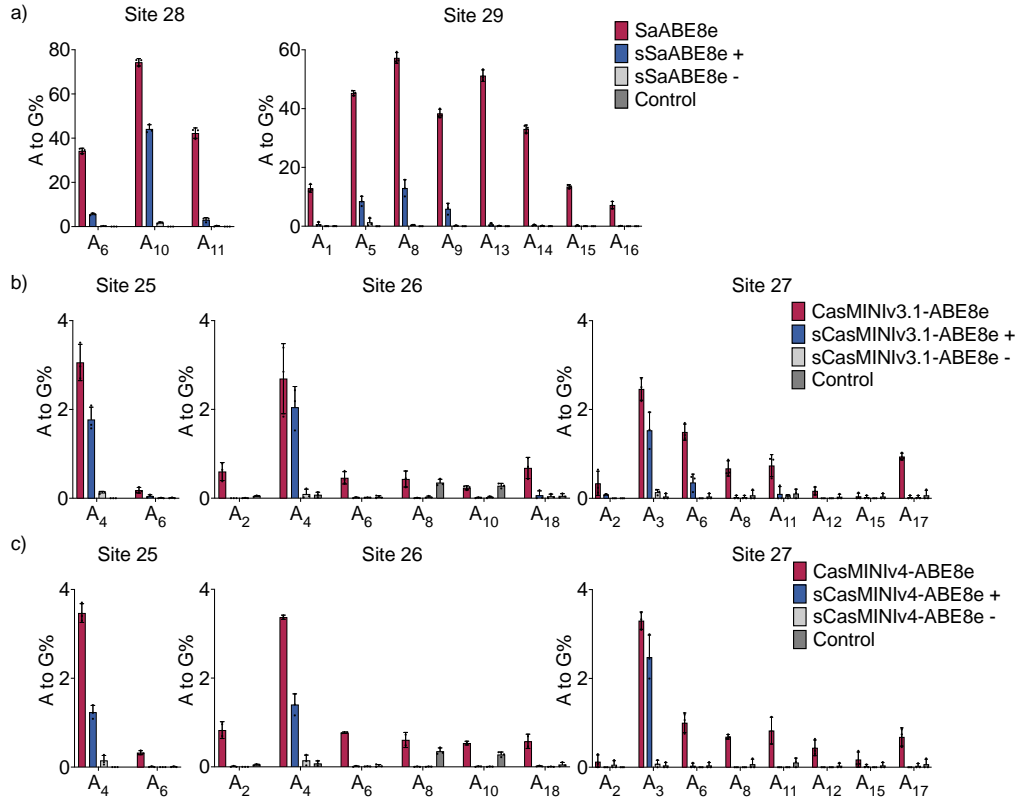 a)
Site 28
Site 29
SaABE8e
sSaABE8e +
sSaABE8e -
Control
A to G%
80
60
40
20
0
A6 A10 A11
A to G%
60
40
20
0
A1 A5 A8 A9 A13 A14 A15 A16
b)
Site 25
Site 26
Site 27
CasMINIv3.1-ABE8e
sCasMINIv3.1-ABE8e +
sCasMINIv3.1-ABE8e -
Control
A to G%
4
2
0
A4 A6
4
2
0
A2 A4 A6 A8 A10 A18
A to G%
4
2
0
A2 A3 A6 A8 A11 A12 A15 A17
c)
Site 25
Site 26
Site 27
CasMINIv4-ABE8e
sCasMINIv4-ABE8e +
sCasMINIv4-ABE8e -
Control
A to G%
4
2
0
A4 A6
4
2
0
A2 A4 A6 A8 A10 A18
A to G%
4
2
0
A2 A3 A6 A8 A11 A12 A15 A17